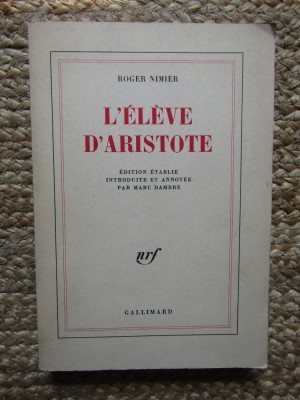 ROGER NIMIER
L'ÉLÈVE
D'ARISTOTE
ÉDITION ÉTABLIE
INTRODUITE ET ANNOTÉE
PAR MARC DAMBRE
nrf
GALLIMARD